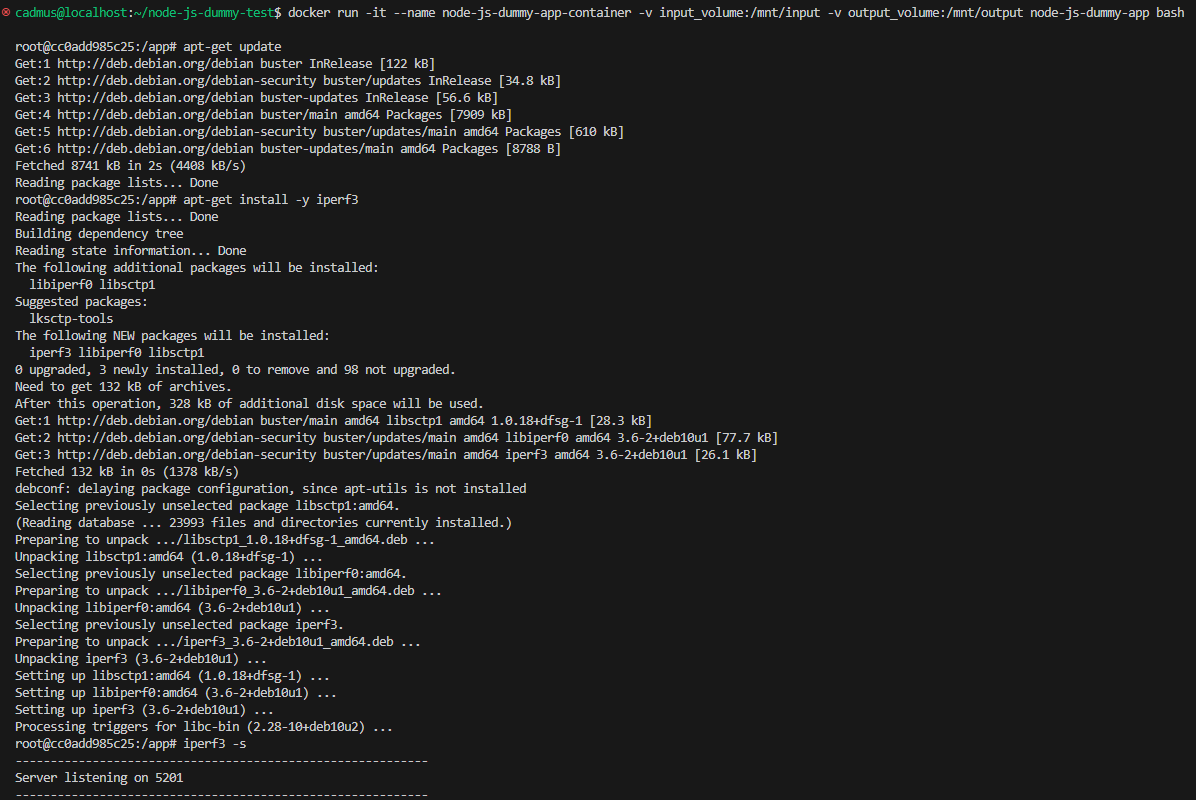 cadmus@localhost:~/node-js-dummy-test$ docker run -it --name node-js-dummy-app-container -v input_volume:/mnt/input -v output_volume:/mnt/output node-js-dummy-app bash
root@cc0add985c25:/app# apt-get update
Get:1 http://deb.debian.org/debian buster InRelease [122 kB]
Get:2 http://deb.debian.org/debian-security buster/updates InRelease [34.8 kB]
Get:3 http://deb.debian.org/debian buster-updates InRelease [56.6 kB]
Get:4 http://deb.debian.org/debian buster/main amd64 Packages [7909 kB]
Get:5 http://deb.debian.org/debian-security buster/updates/main amd64 Packages [610 kB]
Get:6 http://deb.debian.org/debian buster-updates/main amd64 Packages [8788 B]
Fetched 8741 kB in 2s (4408 kB/s)
Reading package lists... Done
root@cc0add985c25:/app# apt-get install -y iperf3
Reading package lists... Done
Building dependency tree
Reading state information... Done
The following additional packages will be installed:
  libiperf0 libsctp1
Suggested packages:
  lksctp-tools
The following NEW packages will be installed:
  iperf3 libiperf0 libsctp1
0 upgraded, 3 newly installed, 0 to remove and 98 not upgraded.
Need to get 132 kB of archives.
After this operation, 328 kB of additional disk space will be used.
Get:1 http://deb.debian.org/debian buster/main amd64 libsctp1 amd64 1.0.18+dfsg-1 [28.3 kB]
Get:2 http://deb.debian.org/debian-security buster/updates/main amd64 libiperf0 amd64 3.6-2+deb10u1 [77.7 kB]
Get:3 http://deb.debian.org/debian-security buster/updates/main amd64 iperf3 amd64 3.6-2+deb10u1 [26.1 kB]
Fetched 132 kB in 0s (1378 kB/s)
debconf: delaying package configuration, since apt-utils is not installed
Selecting previously unselected package libsctp1:amd64.
(Reading database ... 23993 files and directories currently installed.)
Preparing to unpack .../libsctp1_1.0.18+dfsg-1_amd64.deb ...
Unpacking libsctp1:amd64 (1.0.18+dfsg-1) ...
Selecting previously unselected package libiperf0:amd64.
Preparing to unpack .../libiperf0_3.6-2+deb10u1_amd64.deb ...
Unpacking libiperf0:amd64 (3.6-2+deb10u1) ...
Selecting previously unselected package iperf3.
Preparing to unpack .../iperf3_3.6-2+deb10u1_amd64.deb ...
Unpacking iperf3 (3.6-2+deb10u1) ...
Setting up libsctp1:amd64 (1.0.18+dfsg-1) ...
Setting up libiperf0:amd64 (3.6-2+deb10u1) ...
Setting up iperf3 (3.6-2+deb10u1) ...
Processing triggers for libc-bin (2.28-10+deb10u2) ...
root@cc0add985c25:/app# iperf3 -s
-----------------------------------------------------------
Server listening on 5201
-----------------------------------------------------------